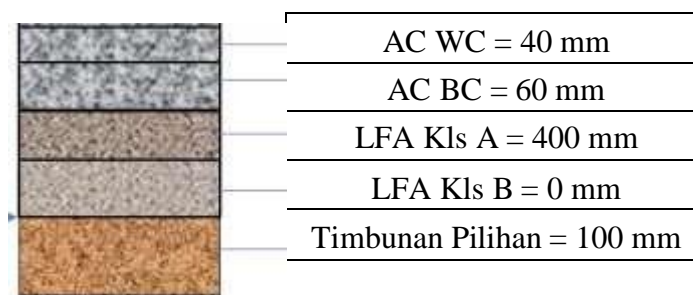 AC WC = 40 mm
AC BC = 60 mm
LFA Kls A = 400 mm
LFA Kls B = 0 mm
Timbunan Pilihan = 100 mm